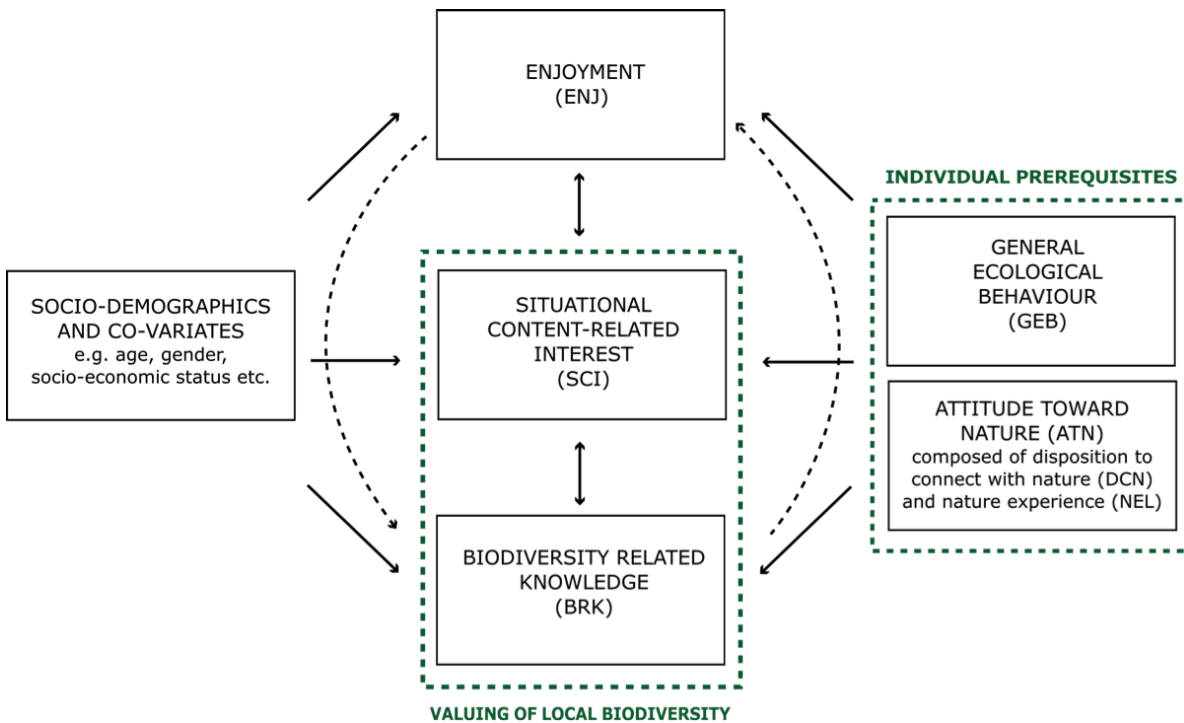 ENJOYMENT
(ENJ)
INDIVIDUAL PREREQUISITES
GENERAL
ECOLOGICAL
BEHAVIOUR
(GEB)
SOCIO-DEMOGRAPHICS
AND CO-VARIATES
e.g. age, gender,
socio-economic status etc.
SITUATIONAL
CONTENT-RELATED
INTEREST
(SCI)
ATTITUDE TOWARD
NATURE (ATN)
composed of disposition to
connect with nature (DCN)
and nature experience (NEL)
BIODIVERSITY RELATED
KNOWLEDGE
(BRK)
VALUING OF LOCAL BIODIVERSITY